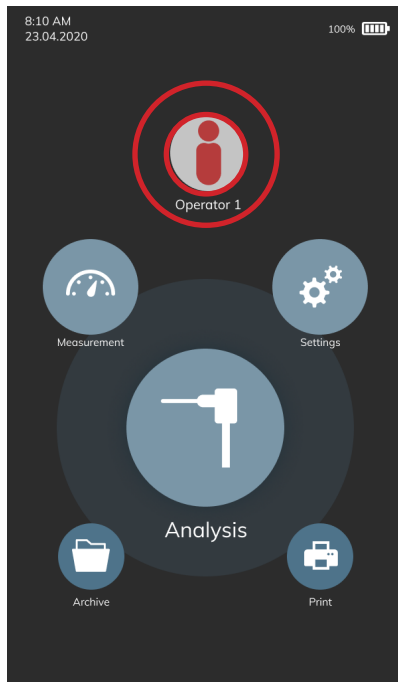 8:10 AM
23.04.2020
100%
Operator 1
Measurement
Settings
Analysis
Archive
Print